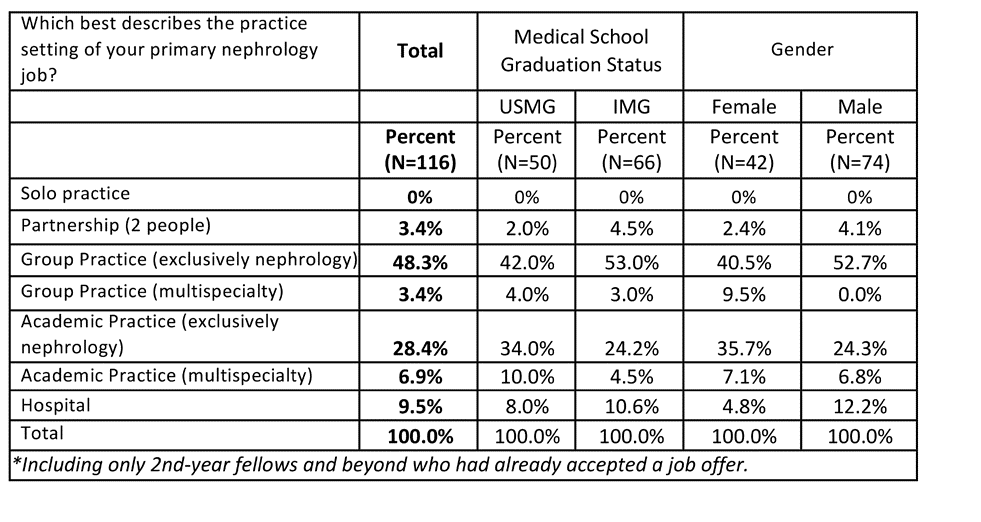 Which best describes the practice
setting of your primary nephrology
job?
Total
Medical School
Graduation Status
Gender
USMG
IMG
Female
Male
Percent
(N=116)
Percent
(N=50)
Percent
(N=66)
Percent
(N=42)
Percent
(N=74)
Solo practice 0% 0% 0% 0% 0%
Partnership (2 people) 3.4% 2.0% 4.5% 2.4% 4.1%
Group Practice (exclusively nephrology) 48.3% 42.0% 53.0% 40.5% 52.7%
Group Practice (multispecialty) 3.4% 4.0% 3.0% 9.5% 0.0%
Academic Practice (exclusively
nephrology) 28.4% 34.0% 24.2% 35.7% 24.3%
Academic Practice (multispecialty) 6.9% 10.0% 4.5% 7.1% 6.8%
Hospital 9.5% 8.0% 10.6% 4.8% 12.2%
Total 100.0% 100.0% 100.0% 100.0% 100.0%
*Including only 2nd-year fellows and beyond who had already accepted a job offer.